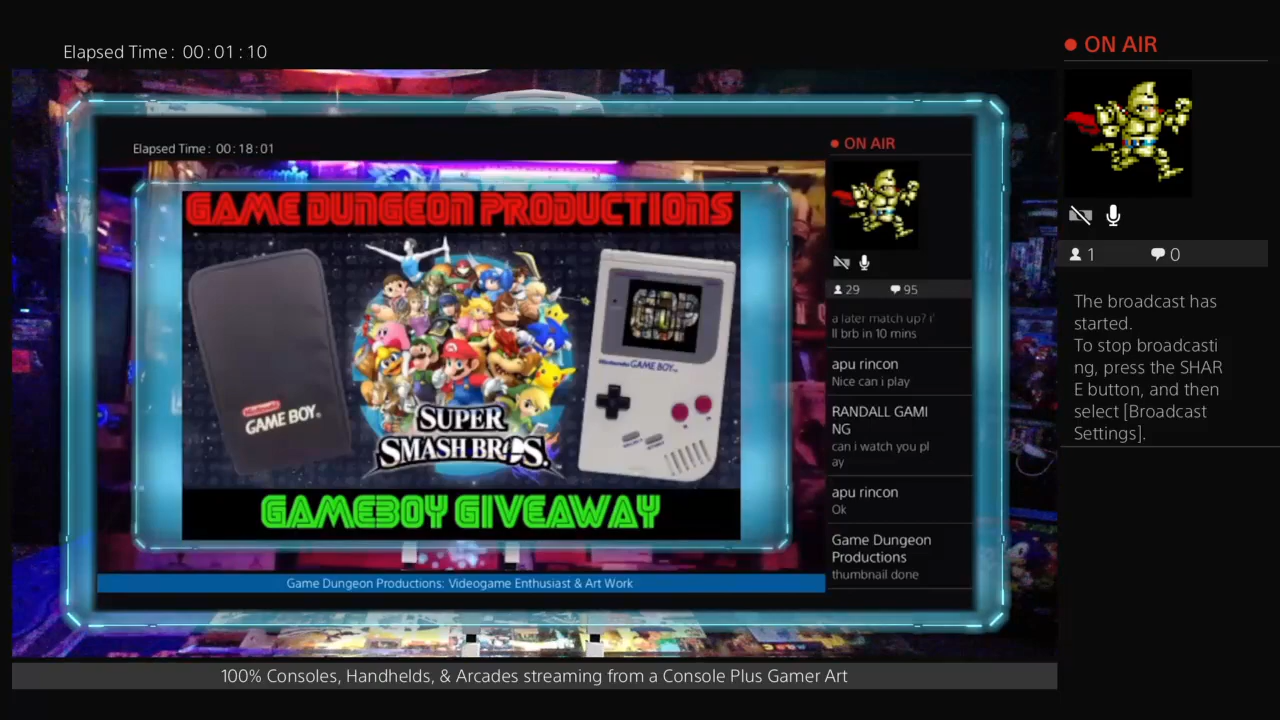 Elapsed Time: 00:01:10
ON AIR
Elapsed Time: 00:18:01
ON AIR
GAME DUNGEON PRODUCTIONS
Nintendo
GAME BOY
SUPER
SMASH BROS.
GDP
Nintendo GAME BOY
GAMEBOY GIVEAWAY
29
95
a later match up? i'
ll brb in 10 mins
apu rincon
Nice can i play
RANDALL GAMI
NG
can i watch you pl
ay
apu rincon
Ok
Game Dungeon
Productions
thumbnail done
Game Dungeon Productions: Videogame Enthusiast & Art Work
1
0
The broadcast has
started.
To stop broadcasti
ng, press the SHAR
E button, and then
select [Broadcast
Settings].
100% Consoles, Handhelds, & Arcades streaming from a Console Plus Gamer Art